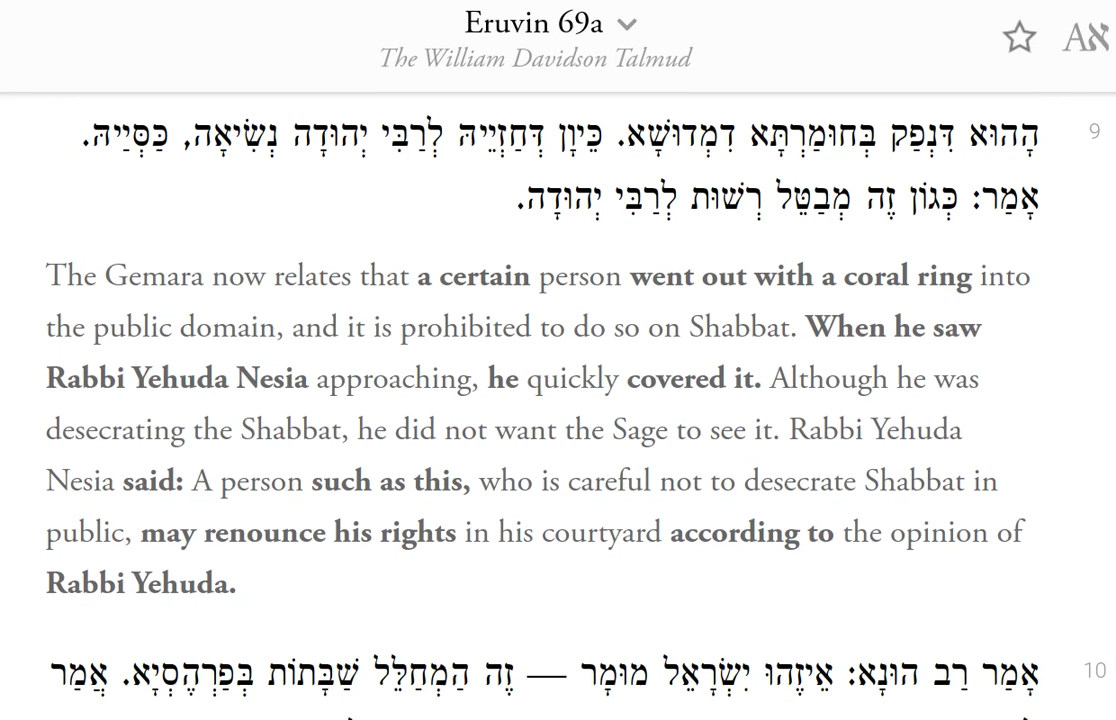 Eruvin 69a
The William Davidson Talmud
Aא
הָהוּא דִּנְפַק בְּחוּמַרְתָּא דִמְדוּשָׁא. כֵּיוָן דְּחַזְיֵיהּ לְרַבִּי יְהוּדָה נְשִׂיאָה, כַּסְּיַיהּ. 9
אָמַר: כְּגוֹן זֶה מְבַטֵּל רְשׁוּת לְרַבִּי יְהוּדָה.
The Gemara now relates that a certain person went out with a coral ring into
the public domain, and it is prohibited to do so on Shabbat. When he saw
Rabbi Yehuda Nesia approaching, he quickly covered it. Although he was
desecrating the Shabbat, he did not want the Sage to see it. Rabbi Yehuda
Nesia said: A person such as this, who is careful not to desecrate Shabbat in
public, may renounce his rights in his courtyard according to the opinion of
Rabbi Yehuda.
אָמַר רַב הוּנָא: אֵיזֶהוּ יִשְׂרָאֵל מוּמָר — זֶה הַמְחַלֵּל שַׁבָּתוֹת בְּפַרְהֶסְיָא. אֲמַר 10